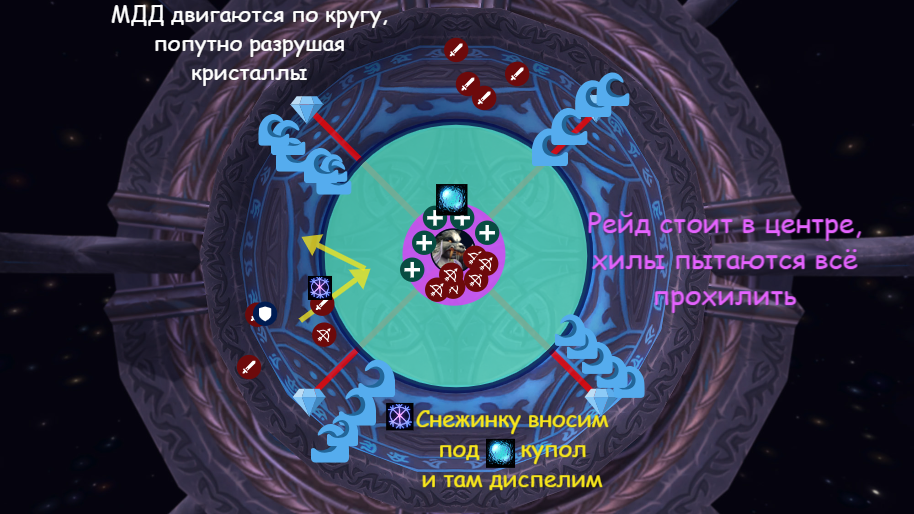 МДД двигаются по кругу,
попутно разрушая
кристаллы
Рейд стоит в центре,
хилы пытаются всё
прохилить
Снежинку вносим
под купол
и там диспелим